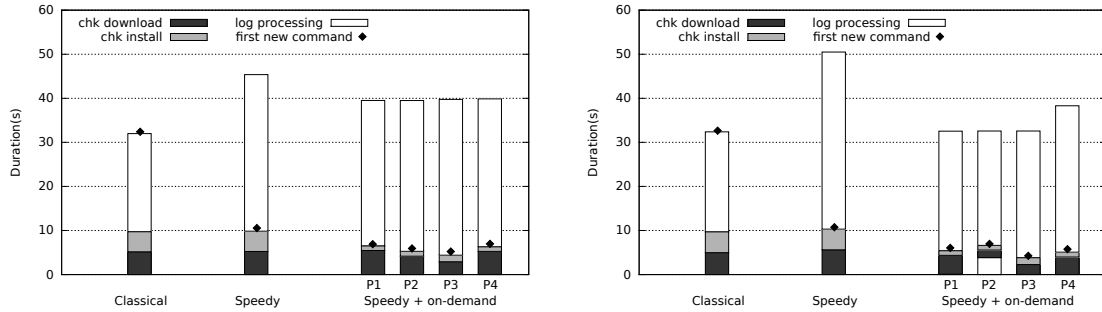 60
50
40
30
20
10
0
Duration(s)
chk download
chk install
log processing
first new command
P1 P2 P3 P4
Classical Speedy Speedy + on-demand
60
50
40
30
20
10
0
Duration(s)
chk download
chk install
log processing
first new command
P1 P2 P3 P4
Classical Speedy Speedy + on-demand